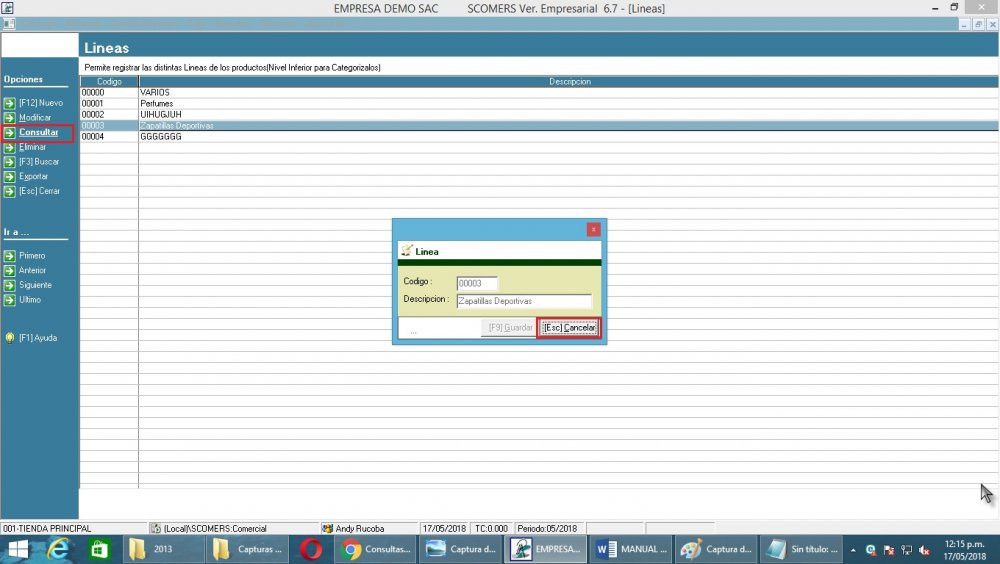 EMPRESA DEMO SAC SCOMERS Ver. Empresarial 6.7 - [Lineas]
Lineas
Permite registrar las distintas Lineas de los productos(Nivel Inferior para Categorizalos)
Opciones
[F12] Nuevo
Modificar
Consultar
Eliminar
[F3] Buscar
Exportar
[Esc] Cerrar
Ir a ...
Primero
Anterior
Siguiente
Ultimo
[F1] Ayuda
Codigo Descripcion
00000 VARIOS
00001 Perfumes
00002 UIHUGJUH
00003 Zapatillas Deportivas
00004 GGGGGGG
x
Linea
Codigo : 00003
Descripcion : Zapatillas Deportivas
... [F9] Guardar [Esc] Cancelar
001-TIENDA PRINCIPAL (Local)\SCOMERS:Comercial Andy Rucoba 17/05/2018 TC:0.000 Periodo:05/2018
2013 Capturas ... Consultas... Captura d... EMPRESA... MANUAL ... Captura d... Sin título: ...
12:15 p.m.
17/05/2018